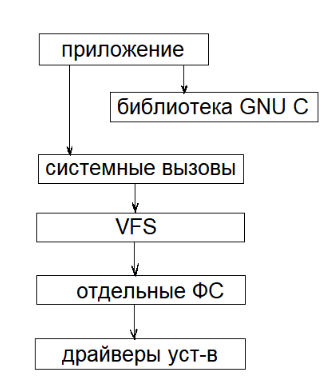 приложение
библиотека GNU C
системные вызовы
VFS
отдельные ФС
драйверы уст-в